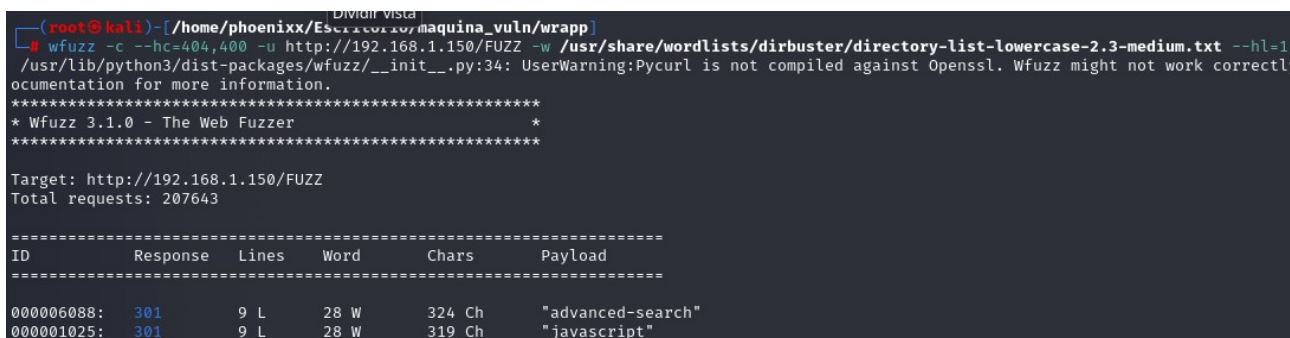 Dividir vista
┌──(root㉿kali)-[/home/phoenixx/Escritorio/maquina_vuln/wrapp]
└─# wfuzz -c --hc=404,400 -u http://192.168.1.150/FUZZ -w /usr/share/wordlists/dirbuster/directory-list-lowercase-2.3-medium.txt --hl=1
/usr/lib/python3/dist-packages/wfuzz/__init__.py:34: UserWarning:Pycurl is not compiled against Openssl. Wfuzz might not work correctly
ocumentation for more information.
********************************************************
* Wfuzz 3.1.0 - The Web Fuzzer                         *
********************************************************
Target: http://192.168.1.150/FUZZ
Total requests: 207643
=====================================================================
ID           Response   Lines    Word       Chars       Payload
=====================================================================
000006088:   301        9 L      28 W       324 Ch      "advanced-search"
000001025:   301        9 L      28 W       319 Ch      "javascript"